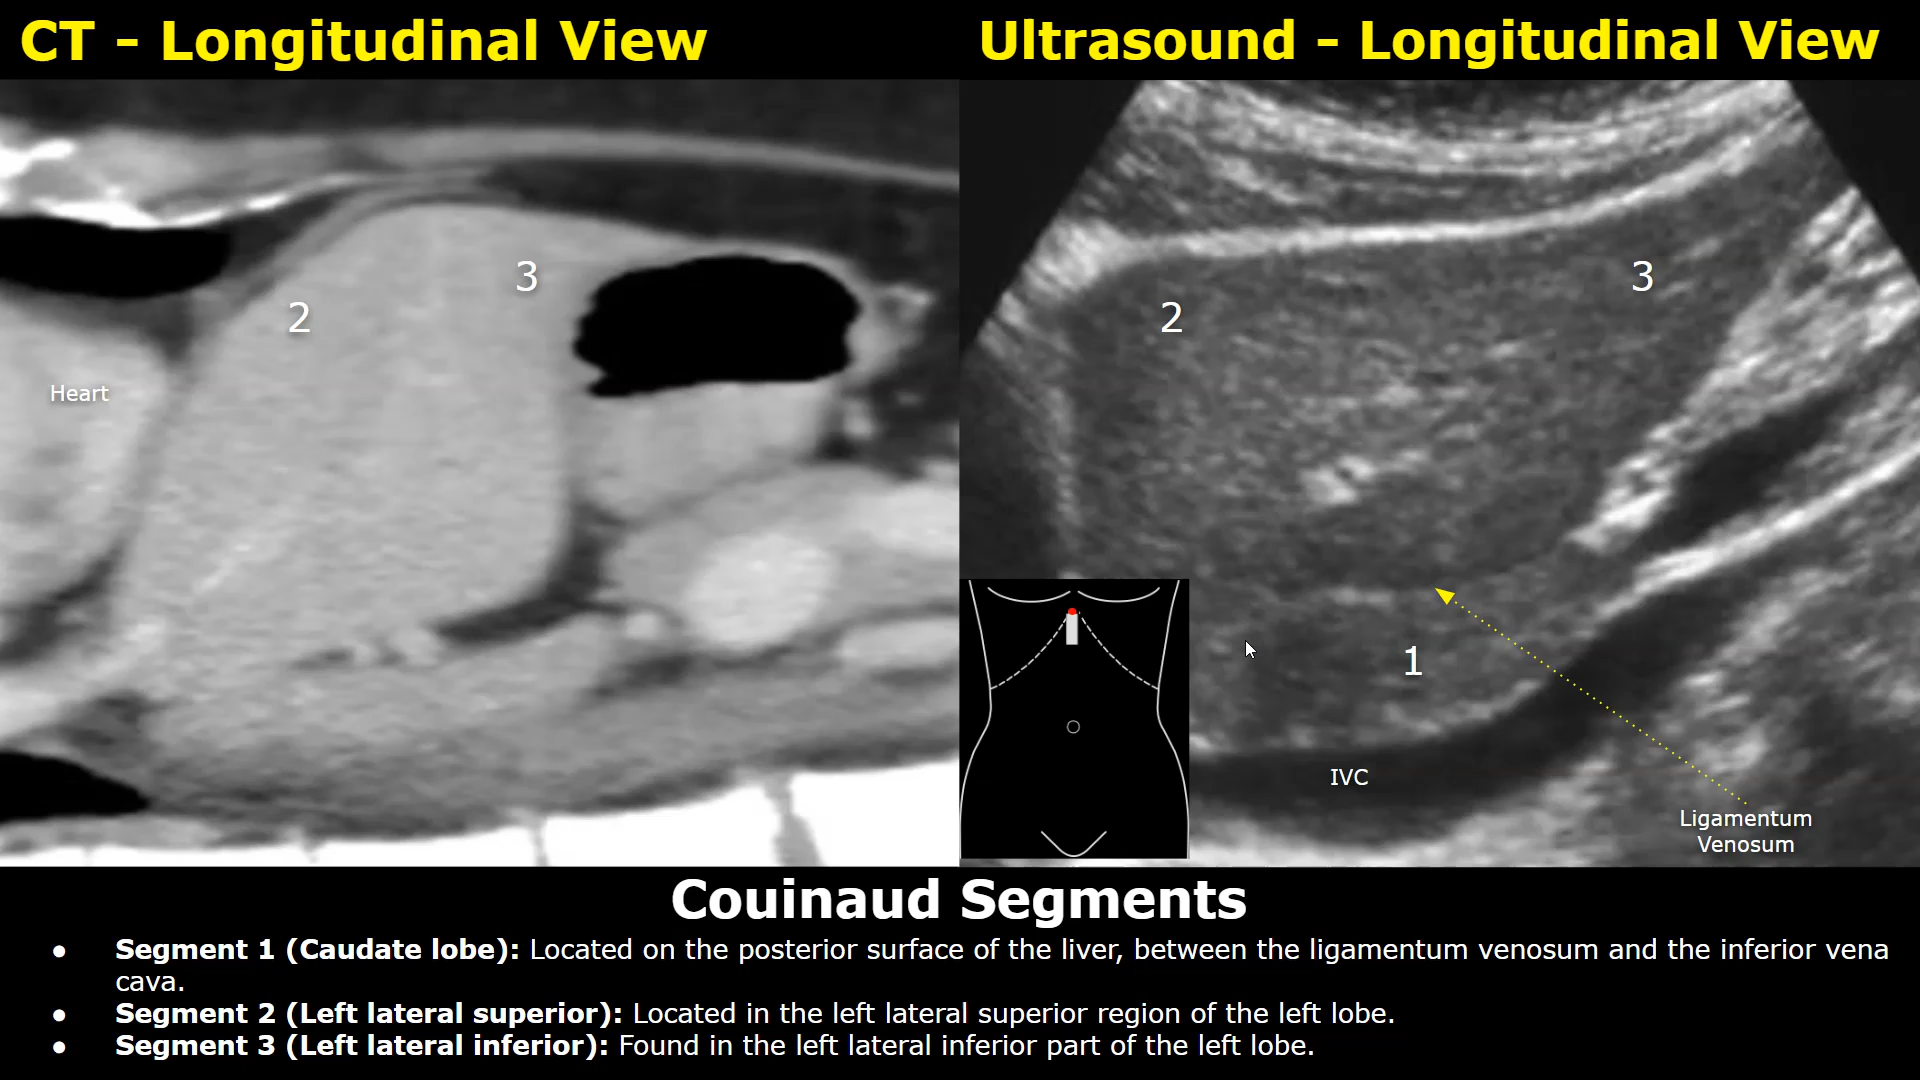 CT – Longitudinal View
Ultrasound – Longitudinal View
3
2
Heart
3
2
1
IVC
Ligamentum
Venosum
Couinaud Segments
● Segment 1 (Caudate lobe): Located on the posterior surface of the liver, between the ligamentum venosum and the inferior vena
cava.
● Segment 2 (Left lateral superior): Located in the left lateral superior region of the left lobe.
● Segment 3 (Left lateral inferior): Found in the left lateral inferior part of the left lobe.